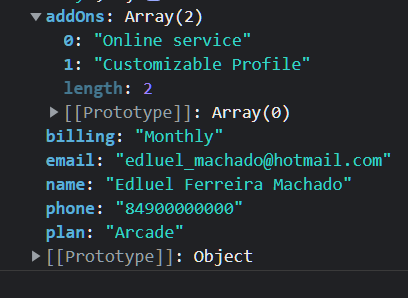 addOns: Array(2)
0: "Online service"
1: "Customizable Profile"
length: 2
[[Prototype]]: Array(0)
billing: "Monthly"
email: "edluel_machado@hotmail.com"
name: "Edluel Ferreira Machado"
phone: "84900000000"
plan: "Arcade"
[[Prototype]]: Object